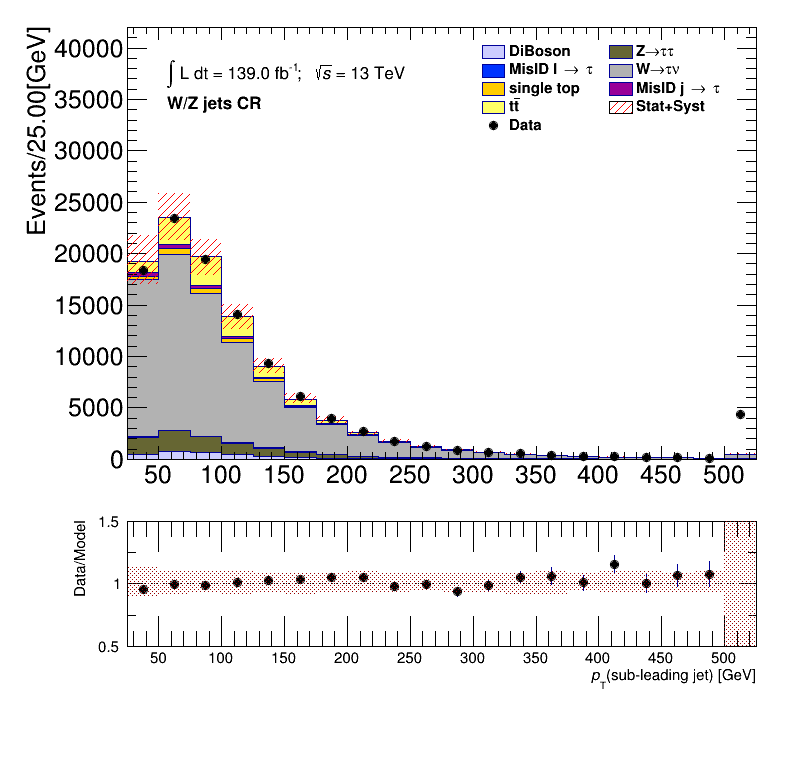 Events/25.00[GeV]
40000
35000
30000
25000
20000
15000
10000
5000
0
∫ L dt = 139.0 fb⁻¹; √s = 13 TeV
W/Z jets CR
DiBoson
MisID l → τ
single top
tt̄
Data
Z→ττ
W→τν
MisID j → τ
Stat+Syst
50 100 150 200 250 300 350 400 450 500
Data/Model
1.5
1
0.5
50 100 150 200 250 300 350 400 450 500
p_T(sub-leading jet) [GeV]